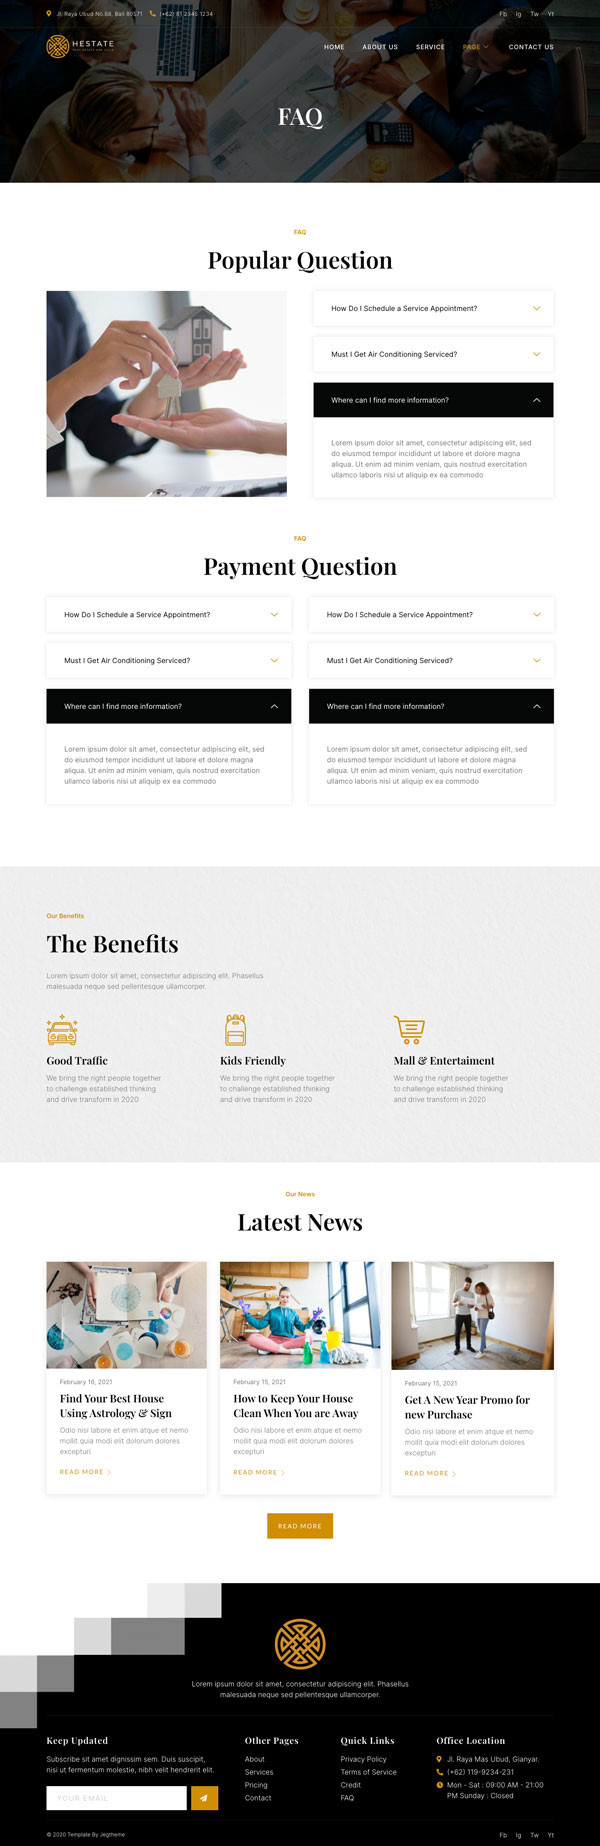 Jl. Raya Ubud No.88, Bali 80571 (+62) 81 2345 1234 Fb Ig Tw Yt
HESTATE
HOME ABOUT US SERVICE PAGE CONTACT US
FAQ
FAQ
Popular Question
How Do I Schedule a Service Appointment?
Must I Get Air Conditioning Serviced?
Where can I find more information?
Lorem ipsum dolor sit amet, consectetur adipiscing elit, sed
do eiusmod tempor incididunt ut labore et dolore magna
aliqua. Ut enim ad minim veniam, quis nostrud exercitation
ullamco laboris nisi ut aliquip ex ea commodo
FAQ
Payment Question
How Do I Schedule a Service Appointment?
Must I Get Air Conditioning Serviced?
Where can I find more information?
Lorem ipsum dolor sit amet, consectetur adipiscing elit, sed
do eiusmod tempor incididunt ut labore et dolore magna
aliqua. Ut enim ad minim veniam, quis nostrud exercitation
ullamco laboris nisi ut aliquip ex ea commodo
How Do I Schedule a Service Appointment?
Must I Get Air Conditioning Serviced?
Where can I find more information?
Lorem ipsum dolor sit amet, consectetur adipiscing elit, sed
do eiusmod tempor incididunt ut labore et dolore magna
aliqua. Ut enim ad minim veniam, quis nostrud exercitation
ullamco laboris nisi ut aliquip ex ea commodo
Our Benefits
The Benefits
Lorem ipsum dolor sit amet, consectetur adipiscing elit. Phasellus
malesuada neque sed pellentesque ullamcorper.
Good Traffic
We bring the right people together
to challenge established thinking
and drive transform in 2020
Kids Friendly
We bring the right people together
to challenge established thinking
and drive transform in 2020
Mall & Entertaiment
We bring the right people together
to challenge established thinking
and drive transform in 2020
Our News
Latest News
February 16, 2021
Find Your Best House
Using Astrology & Sign
Odio nisi labore et enim atque et nemo
mollit quia modi elit dolorum dolores
excepturi
READ MORE
February 15, 2021
How to Keep Your House
Clean When You are Away
Odio nisi labore et enim atque et nemo
mollit quia modi elit dolorum dolores
excepturi
READ MORE
February 15, 2021
Get A New Year Promo for
new Purchase
Odio nisi labore et enim atque et nemo
mollit quia modi elit dolorum dolores
excepturi
READ MORE
READ MORE
Lorem ipsum dolor sit amet, consectetur adipiscing elit. Phasellus
malesuada neque sed pellentesque ullamcorper.
Keep Updated
Subscribe sit amet dignissim sem. Duis suscipit,
nisi ut fermentum molestie, nibh velit hendrerit elit.
YOUR EMAIL
Other Pages
About
Services
Pricing
Contact
Quick Links
Privacy Policy
Terms of Service
Credit
FAQ
Office Location
Jl. Raya Mas Ubud, Gianyar.
(+62) 119-9234-231
Mon - Sat : 09:00 AM - 21:00
PM Sunday : Closed
© 2020 Template By Jegtheme Fb Ig Tw Yt